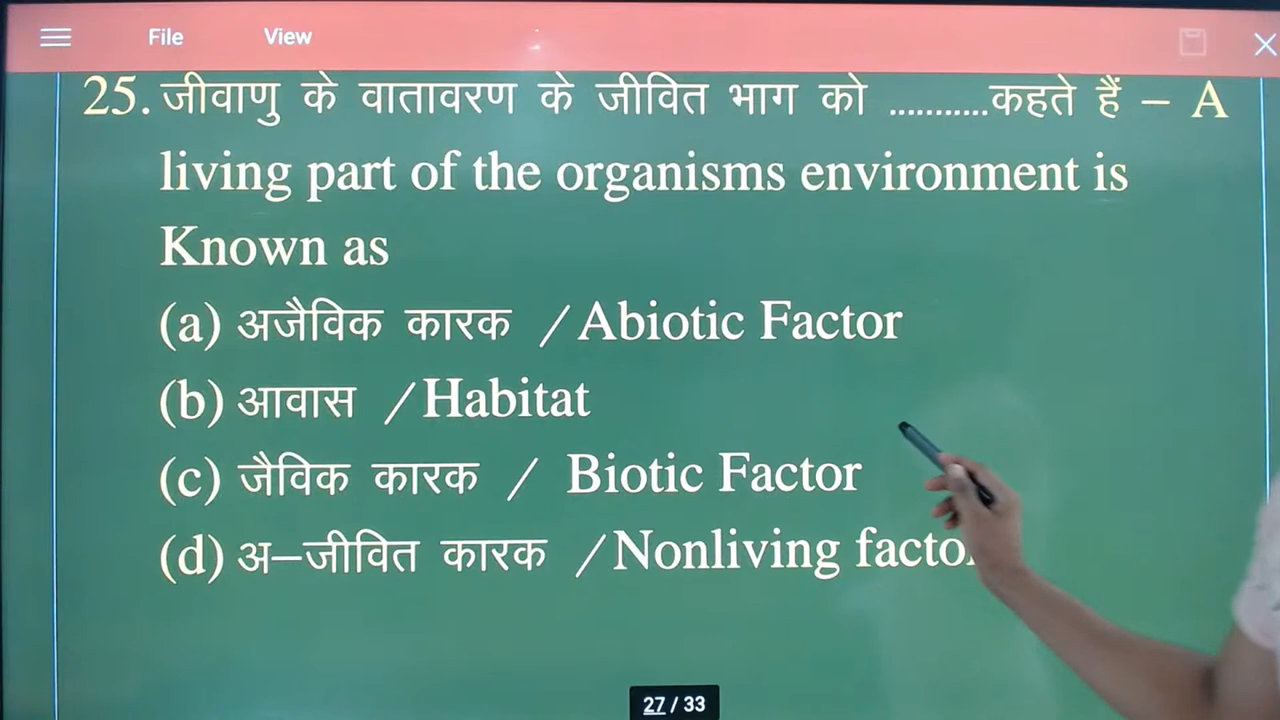 File View
25. जीवाणु के वातावरण के जीवित भाग को ...........कहते हैं – A
living part of the organisms environment is
Known as
(a) अजैविक कारक /Abiotic Factor
(b) आवास /Habitat
(c) जैविक कारक / Biotic Factor
(d) अ–जीवित कारक /Nonliving factor
27 / 33